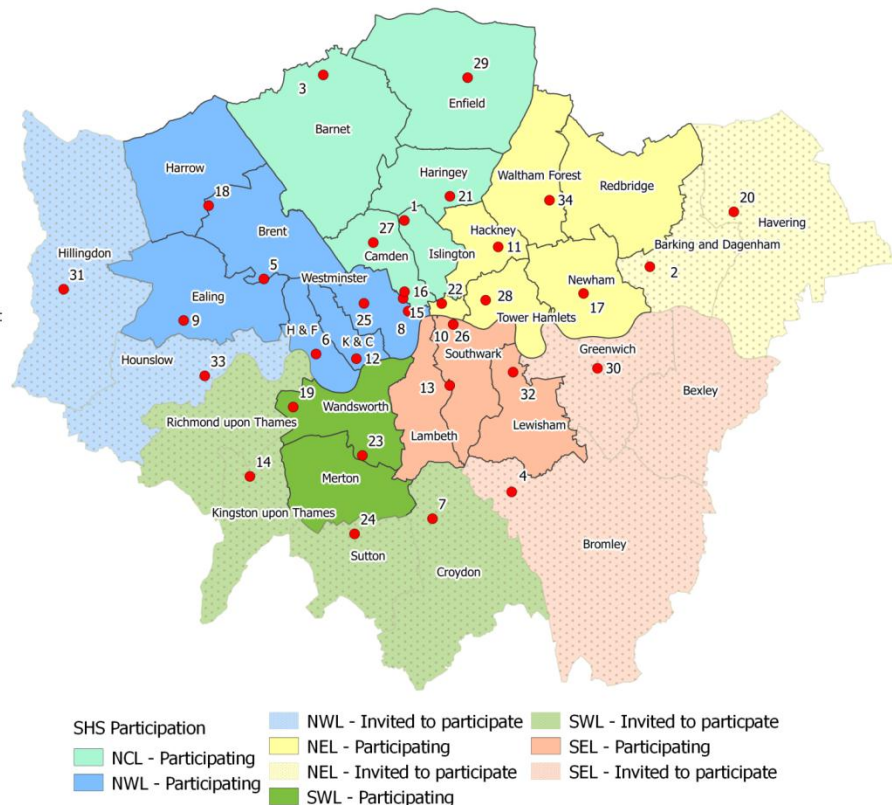 29
3
Enfield
Barnet
Harrow
Haringey
Waltham Forest
Redbridge
18
21
34
20
1
Havering
Brent
27
Hackney
Camden
Islington
11
Barking and Dagenham
Hillingdon
5
2
31
Westminster
Newham
Ealing
16
22
28
17
9
25
15
8
Tower Hamlets
H & F
6
K & C
10
26
Greenwich
Hounslow
33
12
Southwark
30
13
32
Bexley
19
Wandsworth
Richmond upon Thames
Lewisham
23
Lambeth
14
Merton
4
Kingston upon Thames
24
7
Sutton
Bromley
Croydon
SHS Participation
NCL - Participating
NWL - Participating
NWL - Invited to particpate
NEL - Participating
NEL - Invited to participate
SWL - Participating
SWL - Invited to particpate
SEL - Participating
SEL - Invited to participate